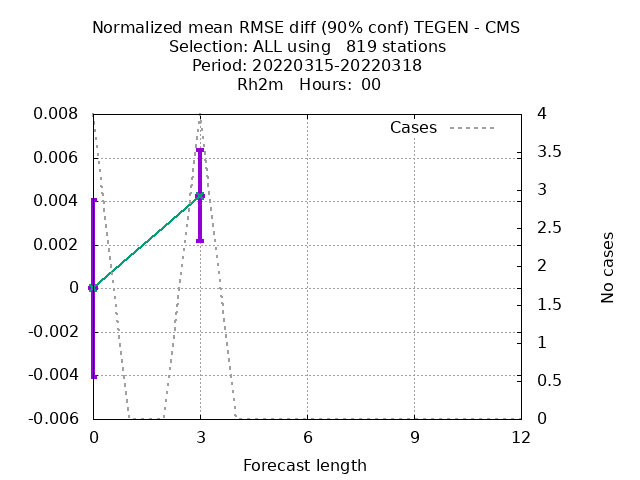 Normalized mean RMSE diff (90% conf) TEGEN - CMS
Selection: ALL using   819 stations
Period: 20220315-20220318
Rh2m   Hours:  00
Cases
0.008
0.006
0.004
0.002
0
-0.002
-0.004
-0.006
4
3.5
3
2.5
2
1.5
1
0.5
0
No cases
0 3 6 9 12
Forecast length